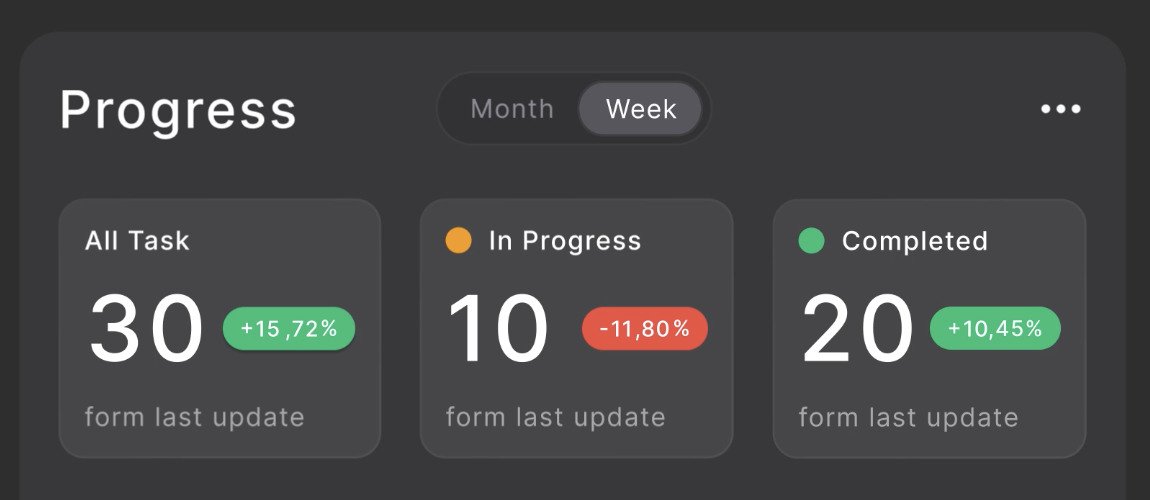 Progress
Month Week
All Task
30 +15,72%
form last update
In Progress
10 -11,80%
form last update
Completed
20 +10,45%
form last update